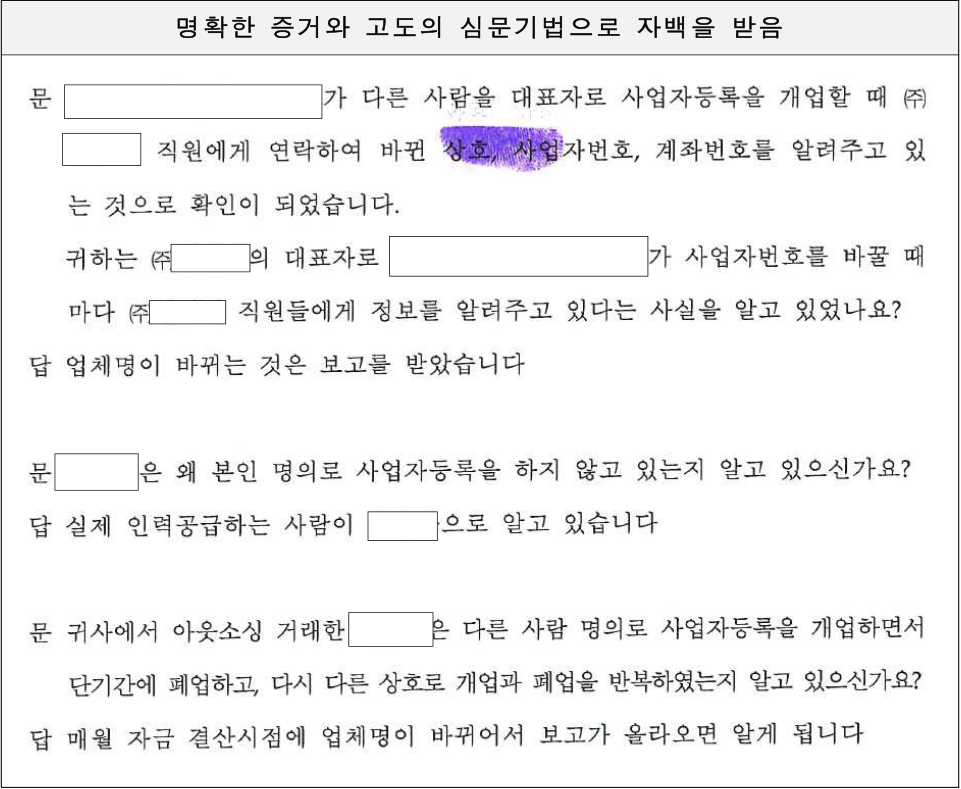 명확한 증거와 고도의 심문기법으로 자백을 받음
문 가 다른 사람을 대표자로 사업자등록을 개업할 때 ㈜
직원에게 연락하여 바뀐 상호, 사업자번호, 계좌번호를 알려주고 있
는 것으로 확인이 되었습니다.
귀하는 ㈜ 의 대표자로 가 사업자번호를 바꿀 때
마다 ㈜ 직원들에게 정보를 알려주고 있다는 사실을 알고 있었나요?
답 업체명이 바뀌는 것은 보고를 받았습니다
문 은 왜 본인 명의로 사업자등록을 하지 않고 있는지 알고 있으신가요?
답 실제 인력공급하는 사람이 으로 알고 있습니다
문 귀사에서 아웃소싱 거래한 은 다른 사람 명의로 사업자등록을 개업하면서
단기간에 폐업하고, 다시 다른 상호로 개업과 폐업을 반복하였는지 알고 있으신가요?
답 매월 자금 결산시점에 업체명이 바뀌어서 보고가 올라오면 알게 됩니다